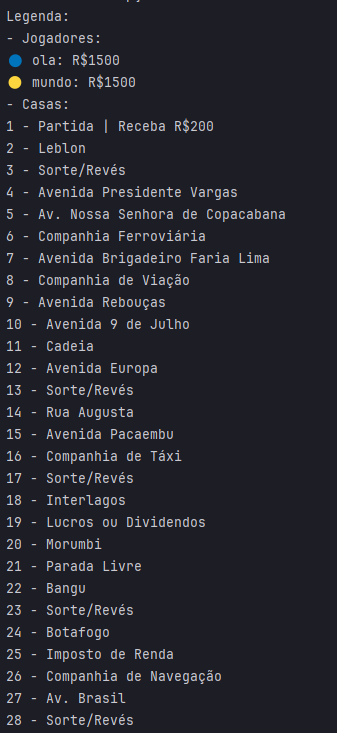 Legenda:
- Jogadores:
🔵 ola: R$1500
🟡 mundo: R$1500
- Casas:
1 - Partida | Receba R$200
2 - Leblon
3 - Sorte/Revés
4 - Avenida Presidente Vargas
5 - Av. Nossa Senhora de Copacabana
6 - Companhia Ferroviária
7 - Avenida Brigadeiro Faria Lima
8 - Companhia de Viação
9 - Avenida Rebouças
10 - Avenida 9 de Julho
11 - Cadeia
12 - Avenida Europa
13 - Sorte/Revés
14 - Rua Augusta
15 - Avenida Pacaembu
16 - Companhia de Táxi
17 - Sorte/Revés
18 - Interlagos
19 - Lucros ou Dividendos
20 - Morumbi
21 - Parada Livre
22 - Bangu
23 - Sorte/Revés
24 - Botafogo
25 - Imposto de Renda
26 - Companhia de Navegação
27 - Av. Brasil
28 - Sorte/Revés